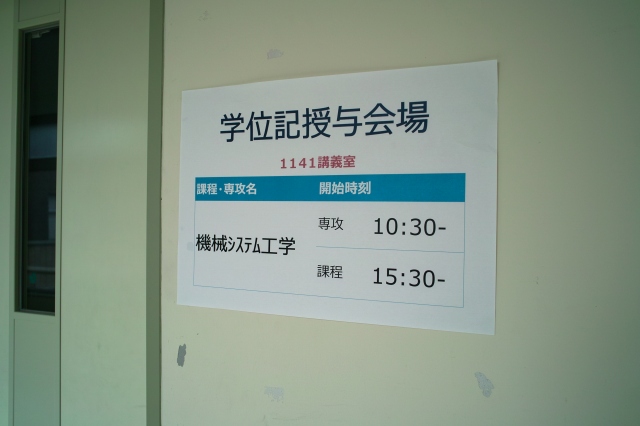 学位記授与会場
1141講義室
課程・専攻名 開始時刻
機械ｼｽﾃﾑ工学
専攻 10:30-
課程 15:30-